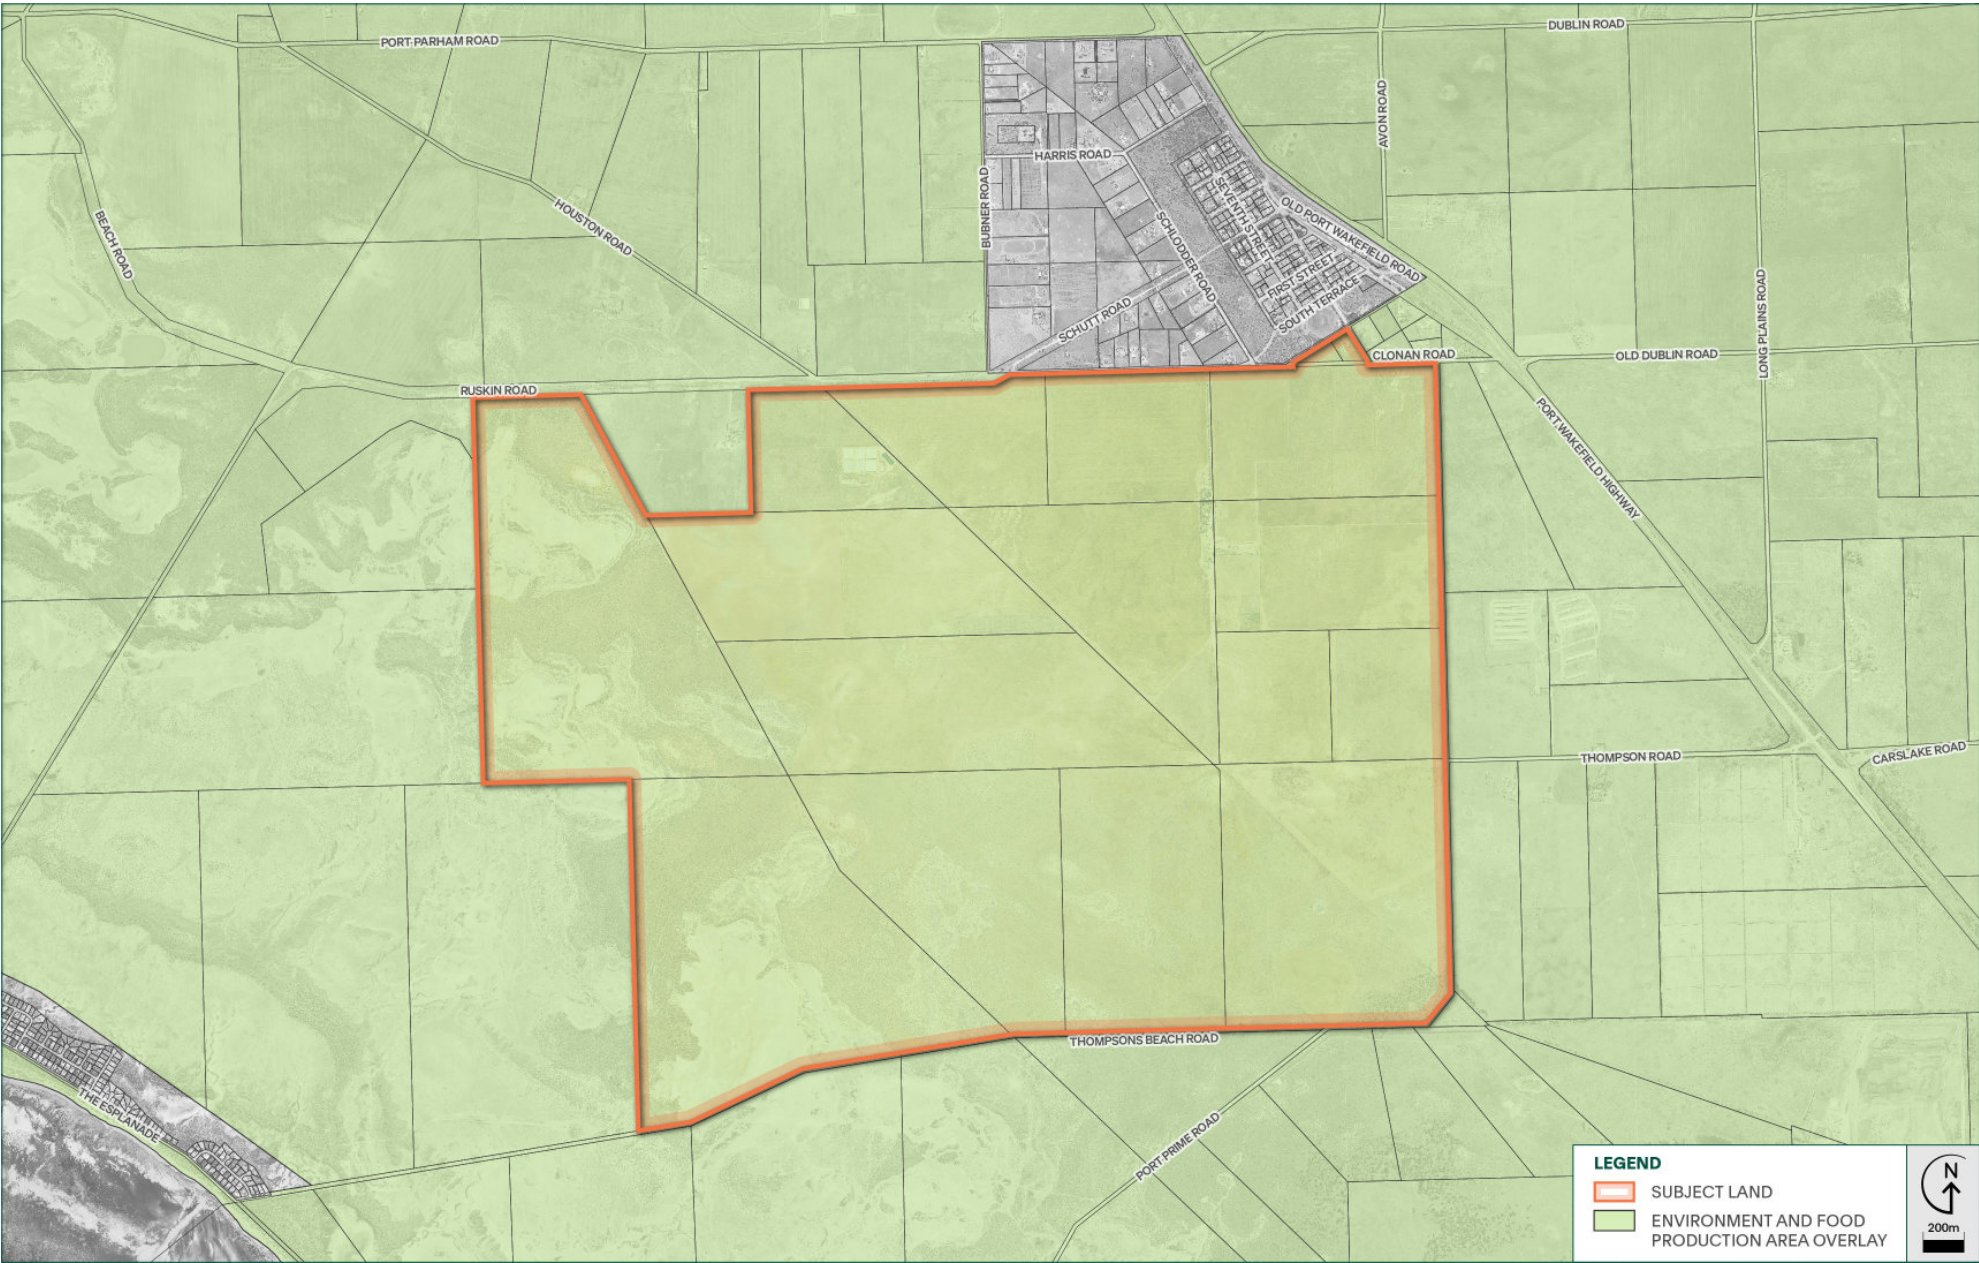 DUBLIN ROAD
PORT PARHAM ROAD
AVON ROAD
HARRIS ROAD
BUBNER ROAD
SEVENTH STREET
HOUSTON ROAD
BEACH ROAD
OLD PORT WAKEFIELD ROAD
SCHLODDER ROAD
FIRST STREET
SOUTH TERRACE
SCHUTT ROAD
LONG PLAINS ROAD
CLONAN ROAD
OLD DUBLIN ROAD
RUSKIN ROAD
PORT WAKEFIELD HIGHWAY
THOMPSON ROAD
CARSLAKE ROAD
THOMPSONS BEACH ROAD
THE ESPLANADE
PORT PRIME ROAD
LEGEND
SUBJECT LAND
ENVIRONMENT AND FOOD
PRODUCTION AREA OVERLAY
N
200m